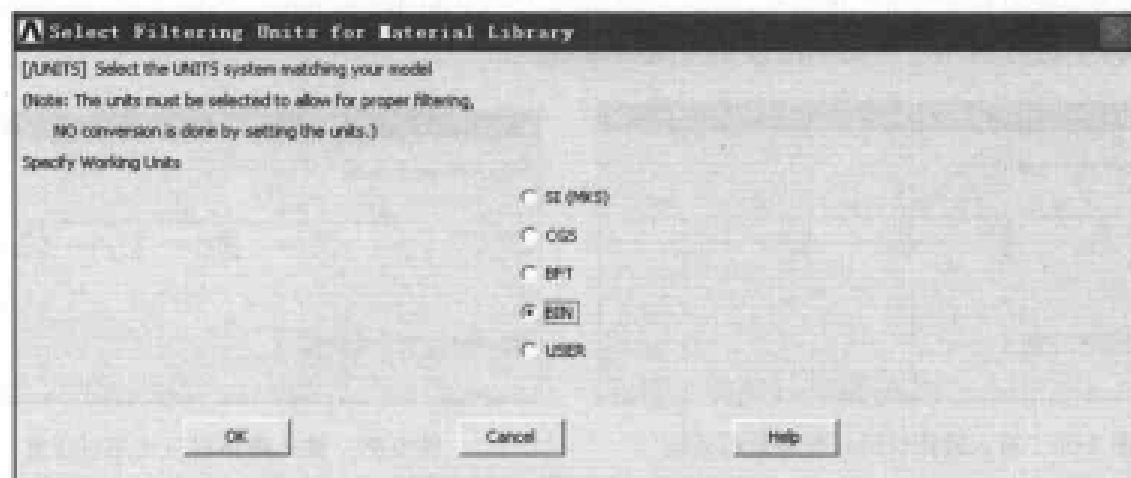 Select Filtering Units for Material Library
[/UNITS] Select the UNITS system matching your model
(Note: The units must be selected to allow for proper filtering,
NO conversion is done by setting the units.)
Specify Working Units
SI (MKS)
CGS
BFT
BIN
USER
OK Cancel Help